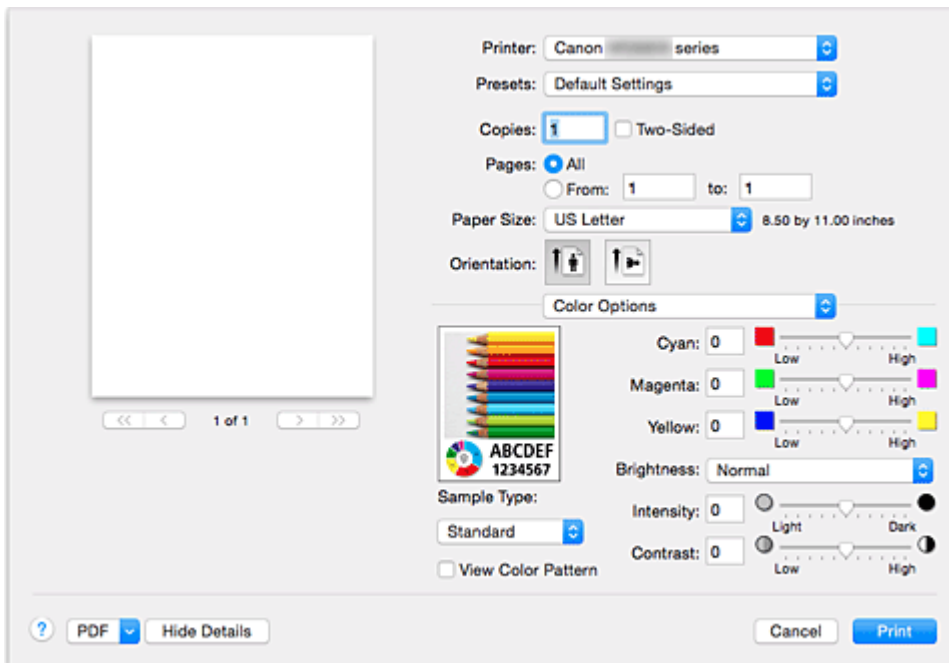 Printer: Canon series
Presets: Default Settings
Copies: 1 Two-Sided
Pages: All
From: 1 to: 1
Paper Size: US Letter 8.50 by 11.00 inches
Orientation:
Color Options
<< < 1 of 1 > >>
Cyan: 0
Low High
Magenta: 0
Low High
Yellow: 0
Low High
ABCDEF
1234567
Brightness: Normal
Sample Type:
Standard
Intensity: 0
Light Dark
Contrast: 0
Low High
View Color Pattern
? PDF Hide Details Cancel Print